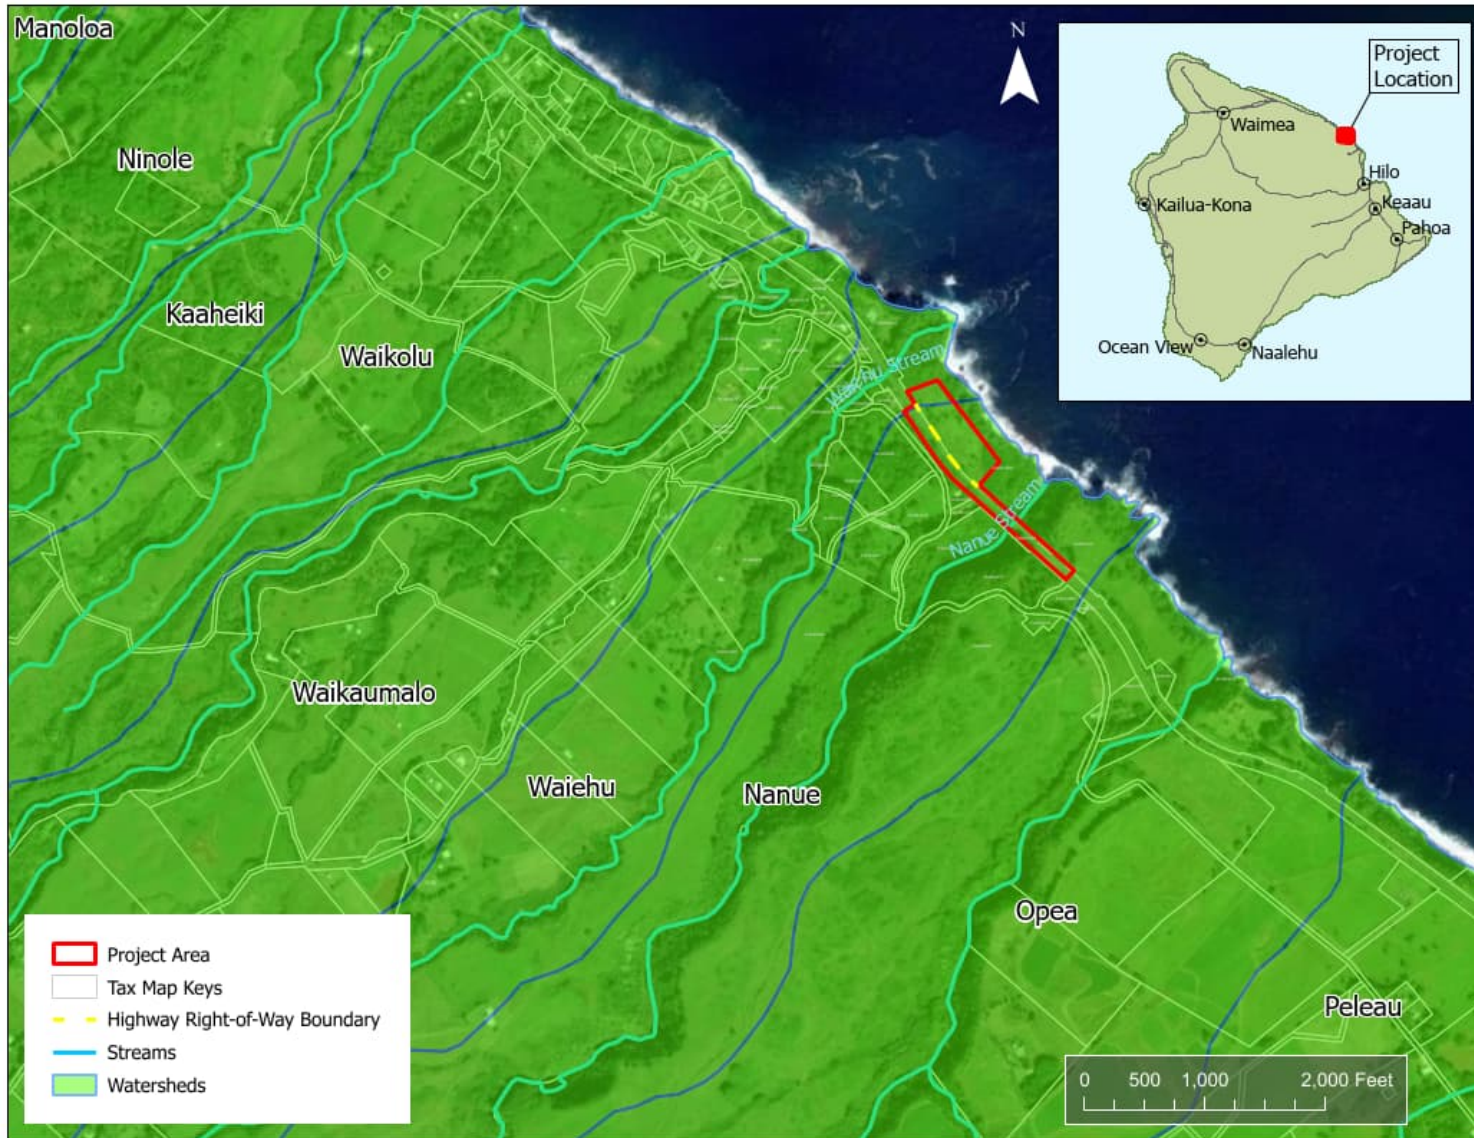 Manoloa
N
Project
Location
Waimea
Hilo
Keaau
Kailua-Kona
Pahoa
Ocean View
Naalehu
Ninole
Kaaheiki
Waikolu
Stream
Nanue Stream
Waikaumalo
Waiehu
Nanue
Opea
Peleau
Project Area
Tax Map Keys
Highway Right-of-Way Boundary
Streams
Watersheds
0 500 1,000 2,000 Feet